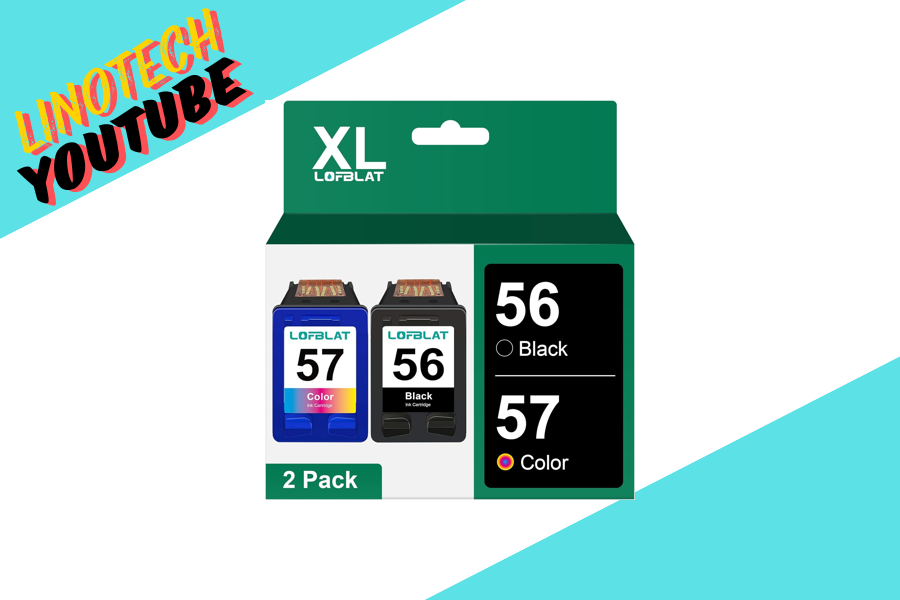 LINOTECH
YOUTUBE
XL
LOFBLAT
LOFBLAT
57
Color
Ink Cartridge
LOFBLAT
56
Black
Ink Cartridge
56
Black
57
Color
2 Pack